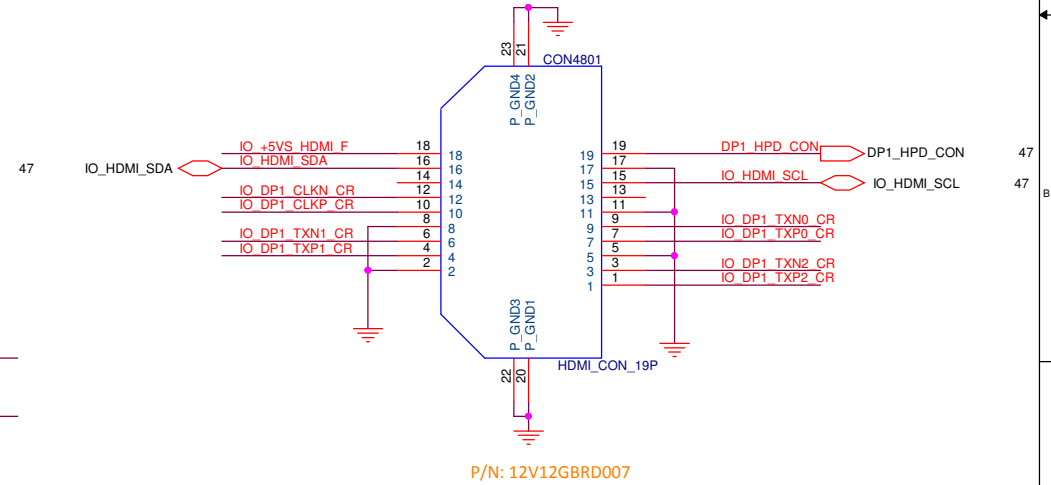 23
21
CON4801
P_GND4
P_GND2
IO_+5VS_HDMI_F 18 18
19 19 DP1_HPD_CON DP1_HPD_CON 47
47 IO_HDMI_SDA IO_HDMI_SDA 16 16
17 17
14 14
15 15 IO_HDMI_SCL IO_HDMI_SCL 47
IO_DP1_CLKN_CR 12 12
13 13
B
IO_DP1_CLKP_CR 10 10
11 11
8 8
9 9 IO_DP1_TXN0_CR
IO_DP1_TXN1_CR 6 6
7 7 IO_DP1_TXP0_CR
IO_DP1_TXP1_CR 4 4
5 5
2 2
3 3 IO_DP1_TXN2_CR
1 1 IO_DP1_TXP2_CR
P_GND3
P_GND1
HDMI_CON_19P
22
20
P/N: 12V12GBRD007